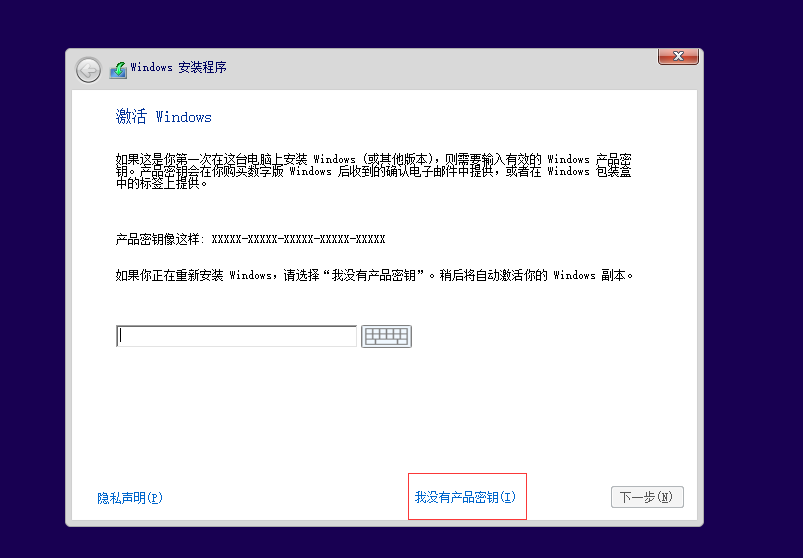 Windows 安装程序
激活 Windows
如果这是你第一次在这台电脑上安装 Windows (或其他版本)，则需要输入有效的 Windows 产品密
钥。产品密钥会在你购买数字版 Windows 后收到的确认电子邮件中提供，或者在 Windows 包装盒
中的标签上提供。
产品密钥像这样: XXXXX-XXXXX-XXXXX-XXXXX-XXXXX
如果你正在重新安装 Windows，请选择“我没有产品密钥”。稍后将自动激活你的 Windows 副本。
隐私声明(P) 我没有产品密钥(I) 下一步(N)